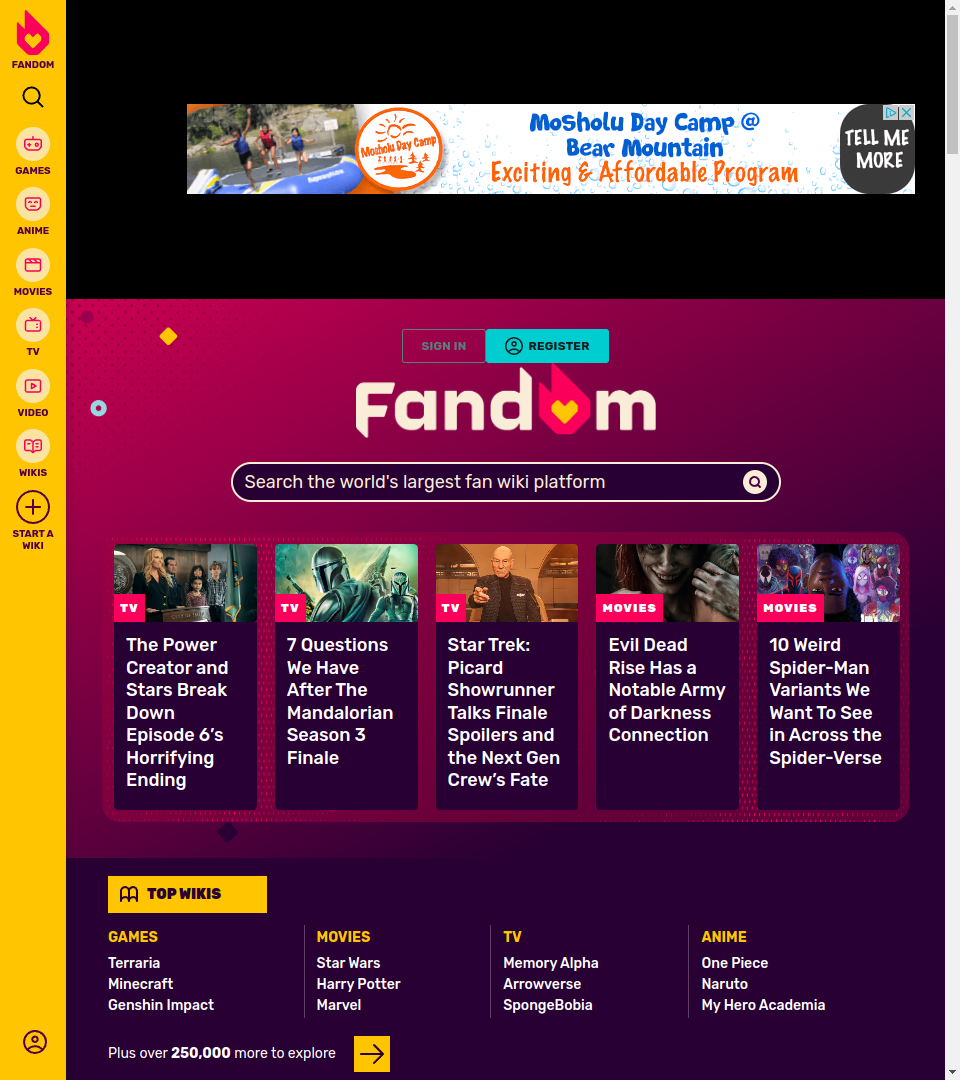 FANDOM
GAMES
ANIME
MOVIES
TV
VIDEO
WIKIS
START A
WIKI
Mosholu Day Camp
Mosholu Day Camp @
Bear Mountain
Exciting & Affordable Program
TELL ME
MORE
SIGN IN
REGISTER
Fandom
Search the world's largest fan wiki platform
TV
The Power
Creator and
Stars Break
Down
Episode 6’s
Horrifying
Ending
TV
7 Questions
We Have
After The
Mandalorian
Season 3
Finale
TV
Star Trek:
Picard
Showrunner
Talks Finale
Spoilers and
the Next Gen
Crew’s Fate
MOVIES
Evil Dead
Rise Has a
Notable Army
of Darkness
Connection
MOVIES
10 Weird
Spider-Man
Variants We
Want To See
in Across the
Spider-Verse
TOP WIKIS
GAMES
Terraria
Minecraft
Genshin Impact
MOVIES
Star Wars
Harry Potter
Marvel
TV
Memory Alpha
Arrowverse
SpongeBobia
ANIME
One Piece
Naruto
My Hero Academia
Plus over 250,000 more to explore